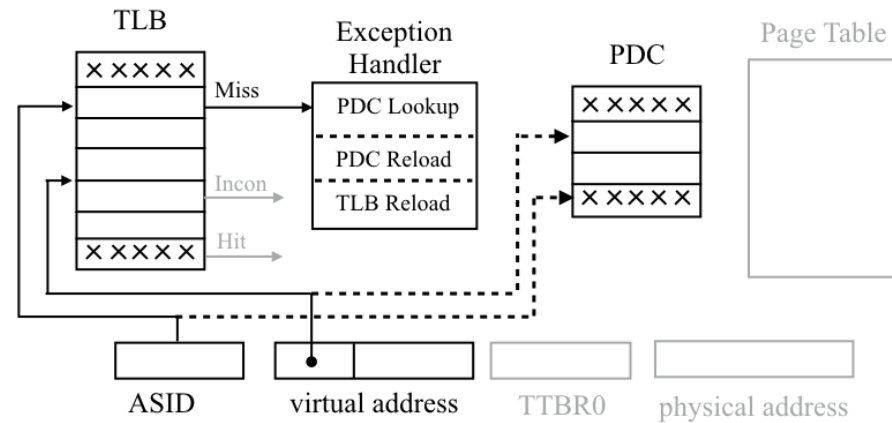 TLB
Exception
Handler
PDC
Page Table
×××××
Miss
PDC Lookup
×××××
PDC Reload
Incon
TLB Reload
×××××
Hit
×××××
ASID
virtual address
TTBR0
physical address